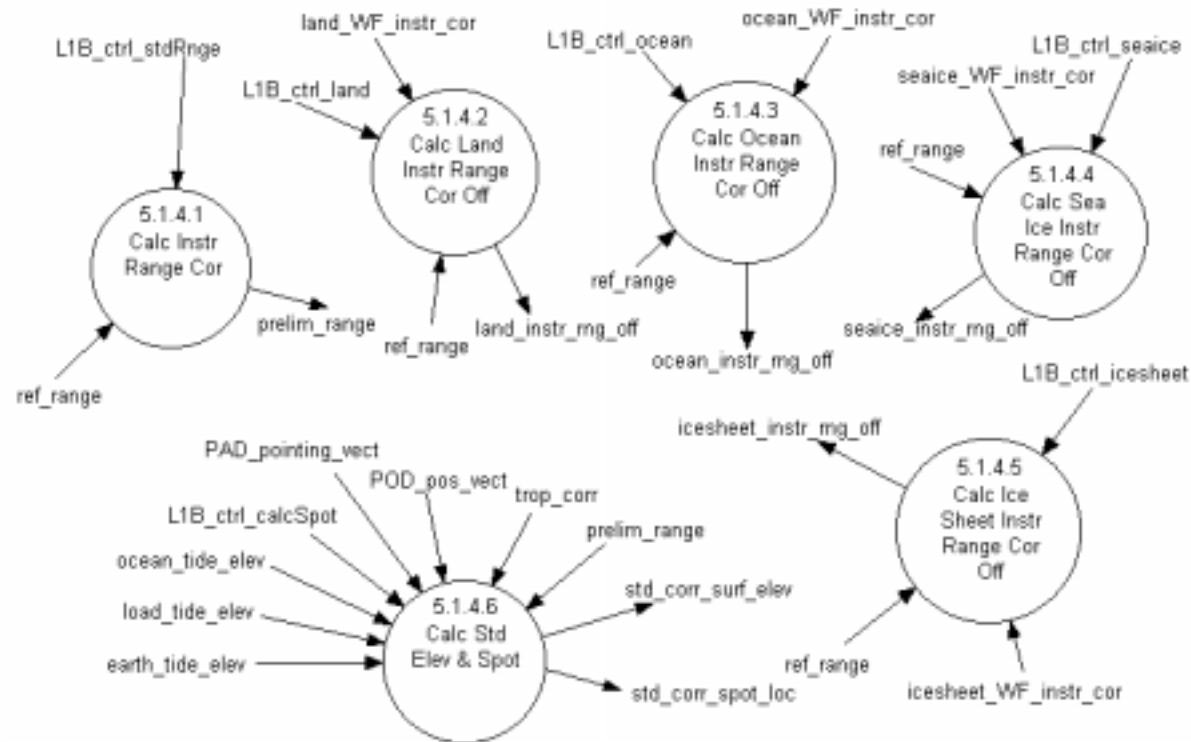 land_WF_instr_cor
ocean_WF_instr_cor
L1B_ctrl_stdRnge
L1B_ctrl_ocean
L1B_ctrl_seaice
seaice_WF_instr_cor
L1B_ctrl_land
5.1.4.2
Calc Land
Instr Range
Cor Off
5.1.4.3
Calc Ocean
Instr Range
Cor Off
ref_range
5.1.4.4
Calc Sea
Ice Instr
Range Cor
Off
5.1.4.1
Calc Instr
Range Cor
ref_range
prelim_range
ref_range
land_instr_rng_off
seaice_instr_rng_off
ocean_instr_rng_off
ref_range
L1B_ctrl_icesheet
icesheet_instr_rng_off
PAD_pointing_vect
POD_pos_vect
trop_corr
L1B_ctrl_calcSpot
prelim_range
5.1.4.5
Calc Ice
Sheet Instr
Range Cor
Off
ocean_tide_elev
load_tide_elev
earth_tide_elev
5.1.4.6
Calc Std
Elev & Spot
std_corr_surf_elev
std_corr_spot_loc
ref_range
icesheet_WF_instr_cor